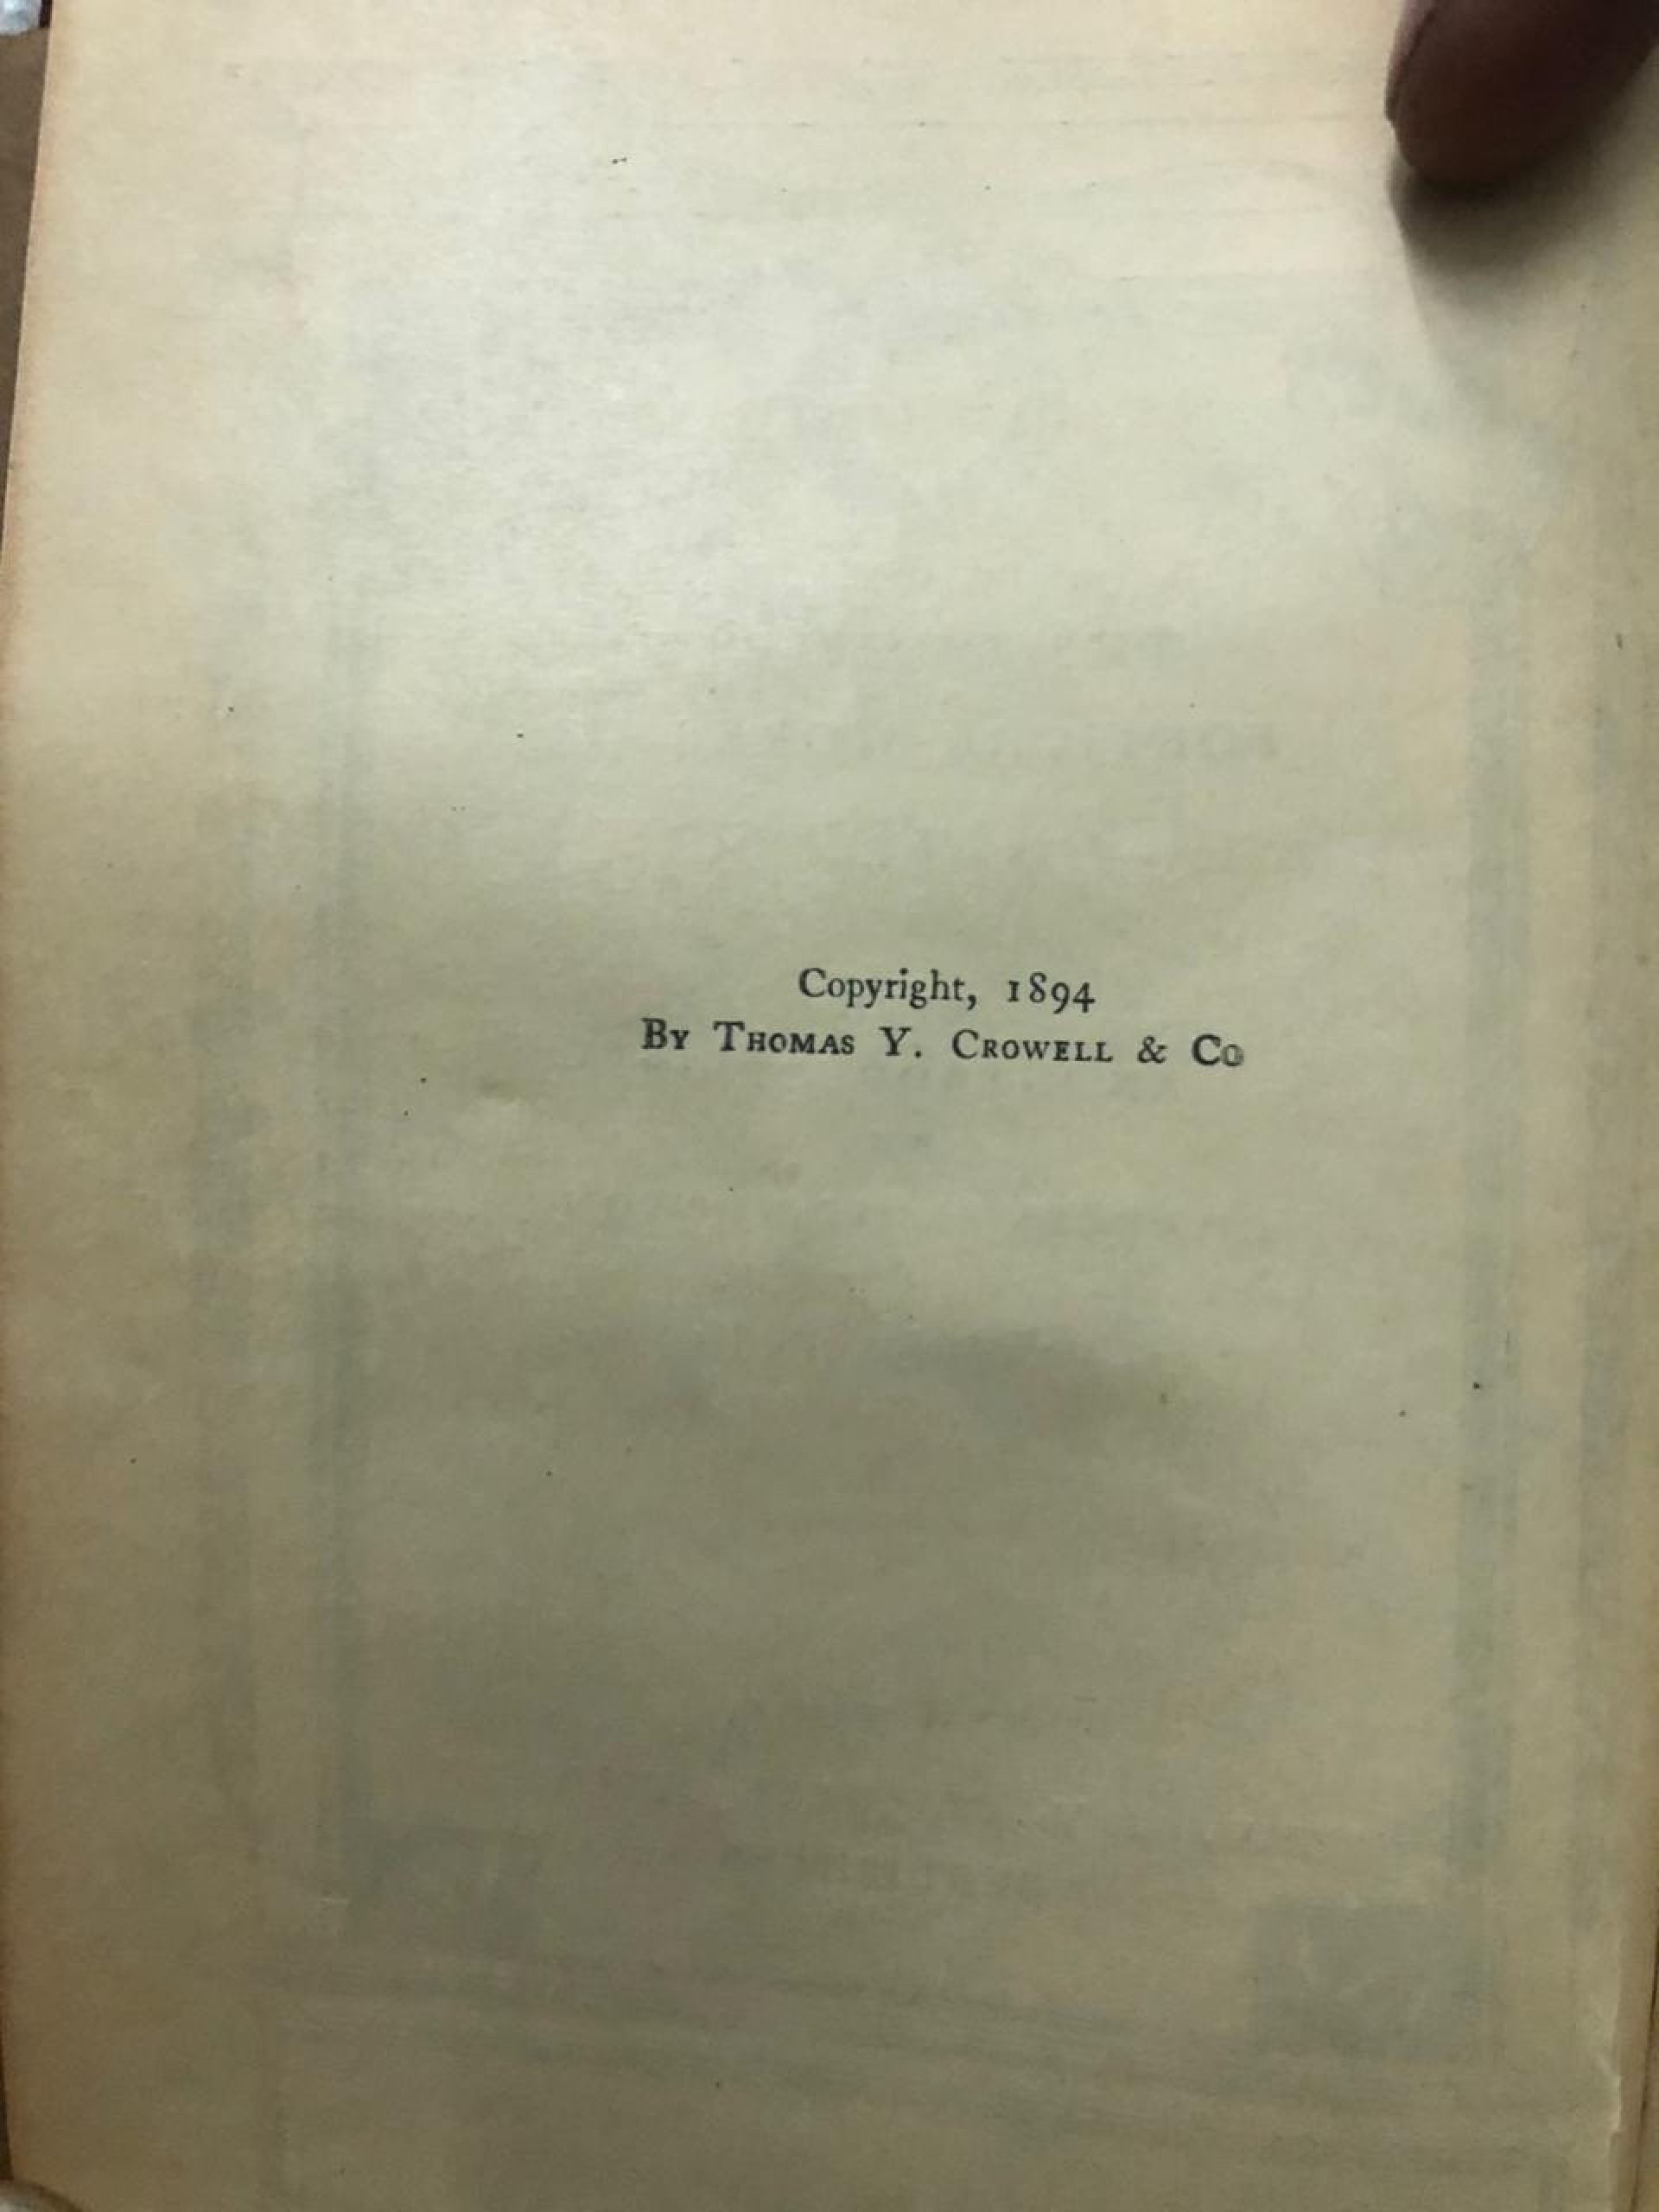 Copyright, 1894
By Thomas Y. Crowell & Co